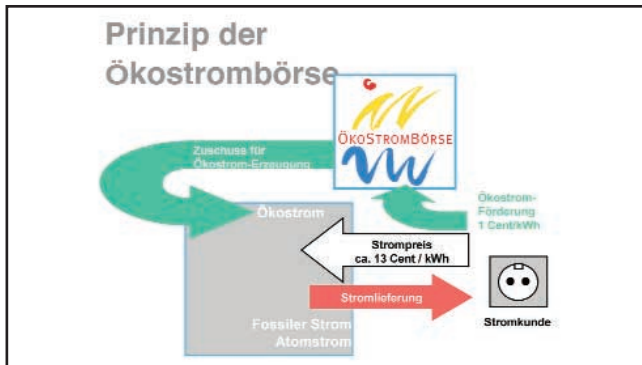 Prinzip der
Ökostrombörse
ÖKOSTROMBÖRSE
Zuschuss für
Ökostrom-Erzeugung
Ökostrom-
Förderung
1 Cent/kWh
Ökostrom
Strompreis
ca. 13 Cent / kWh
Stromlieferung
Stromkunde
Fossiler Strom
Atomstrom